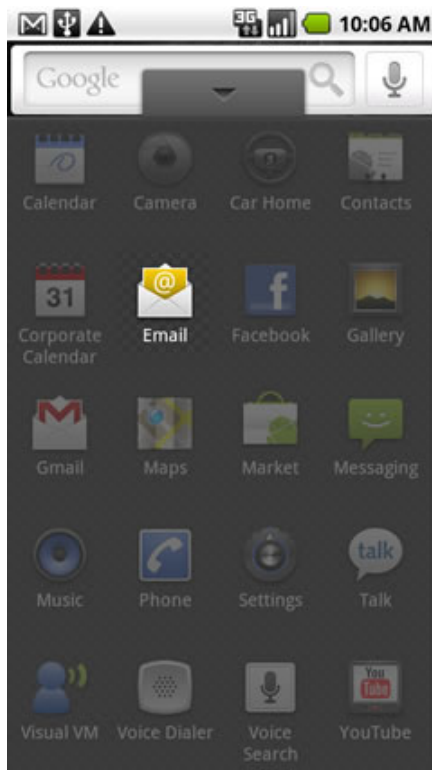 3G
10:06 AM
Google
Calendar
Camera
Car Home
Contacts
31
@
Corporate
Calendar
Email
f
Facebook
Gallery
Gmail
Maps
Market
Messaging
talk
Music
Phone
Settings
Talk
You
Tube
Visual VM
Voice Dialer
Voice
Search
YouTube